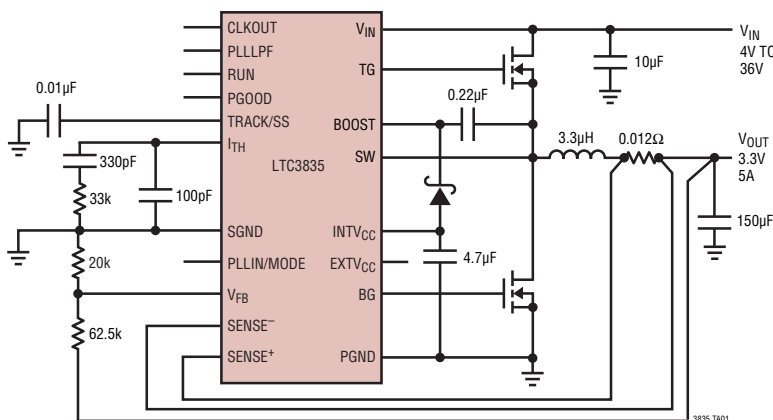 CLKOUT
PLLLPF
RUN
PGOOD
TRACK/SS
ITH
LTC3835
SGND
PLLIN/MODE
VFB
SENSE–
SENSE+
VIN
TG
BOOST
SW
INTVCC
EXTVCC
BG
PGND
0.01µF
330pF
33k
100pF
20k
62.5k
0.22µF
4.7µF
10µF
3.3µH
0.012Ω
150µF
VIN
4V TO
36V
VOUT
3.3V
5A
3835 TA01